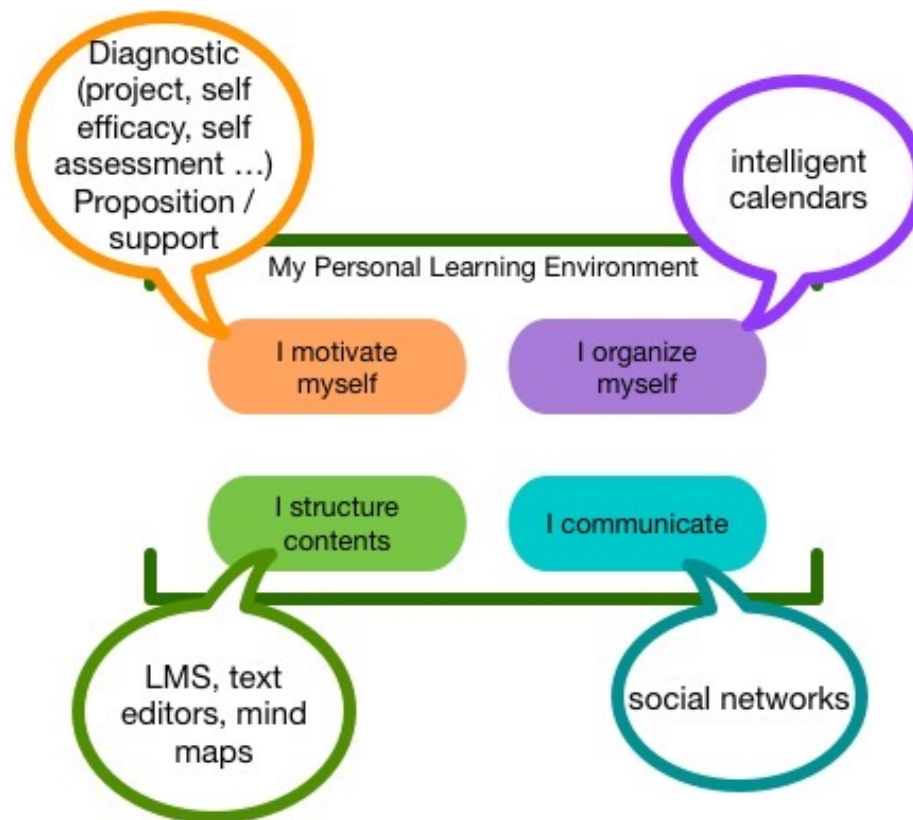 Diagnostic
(project, self
efficacy, self
assessment …)
Proposition /
support
intelligent
calendars
My Personal Learning Environment
I motivate
myself
I organize
myself
I structure
contents
I communicate
LMS, text
editors, mind
maps
social networks